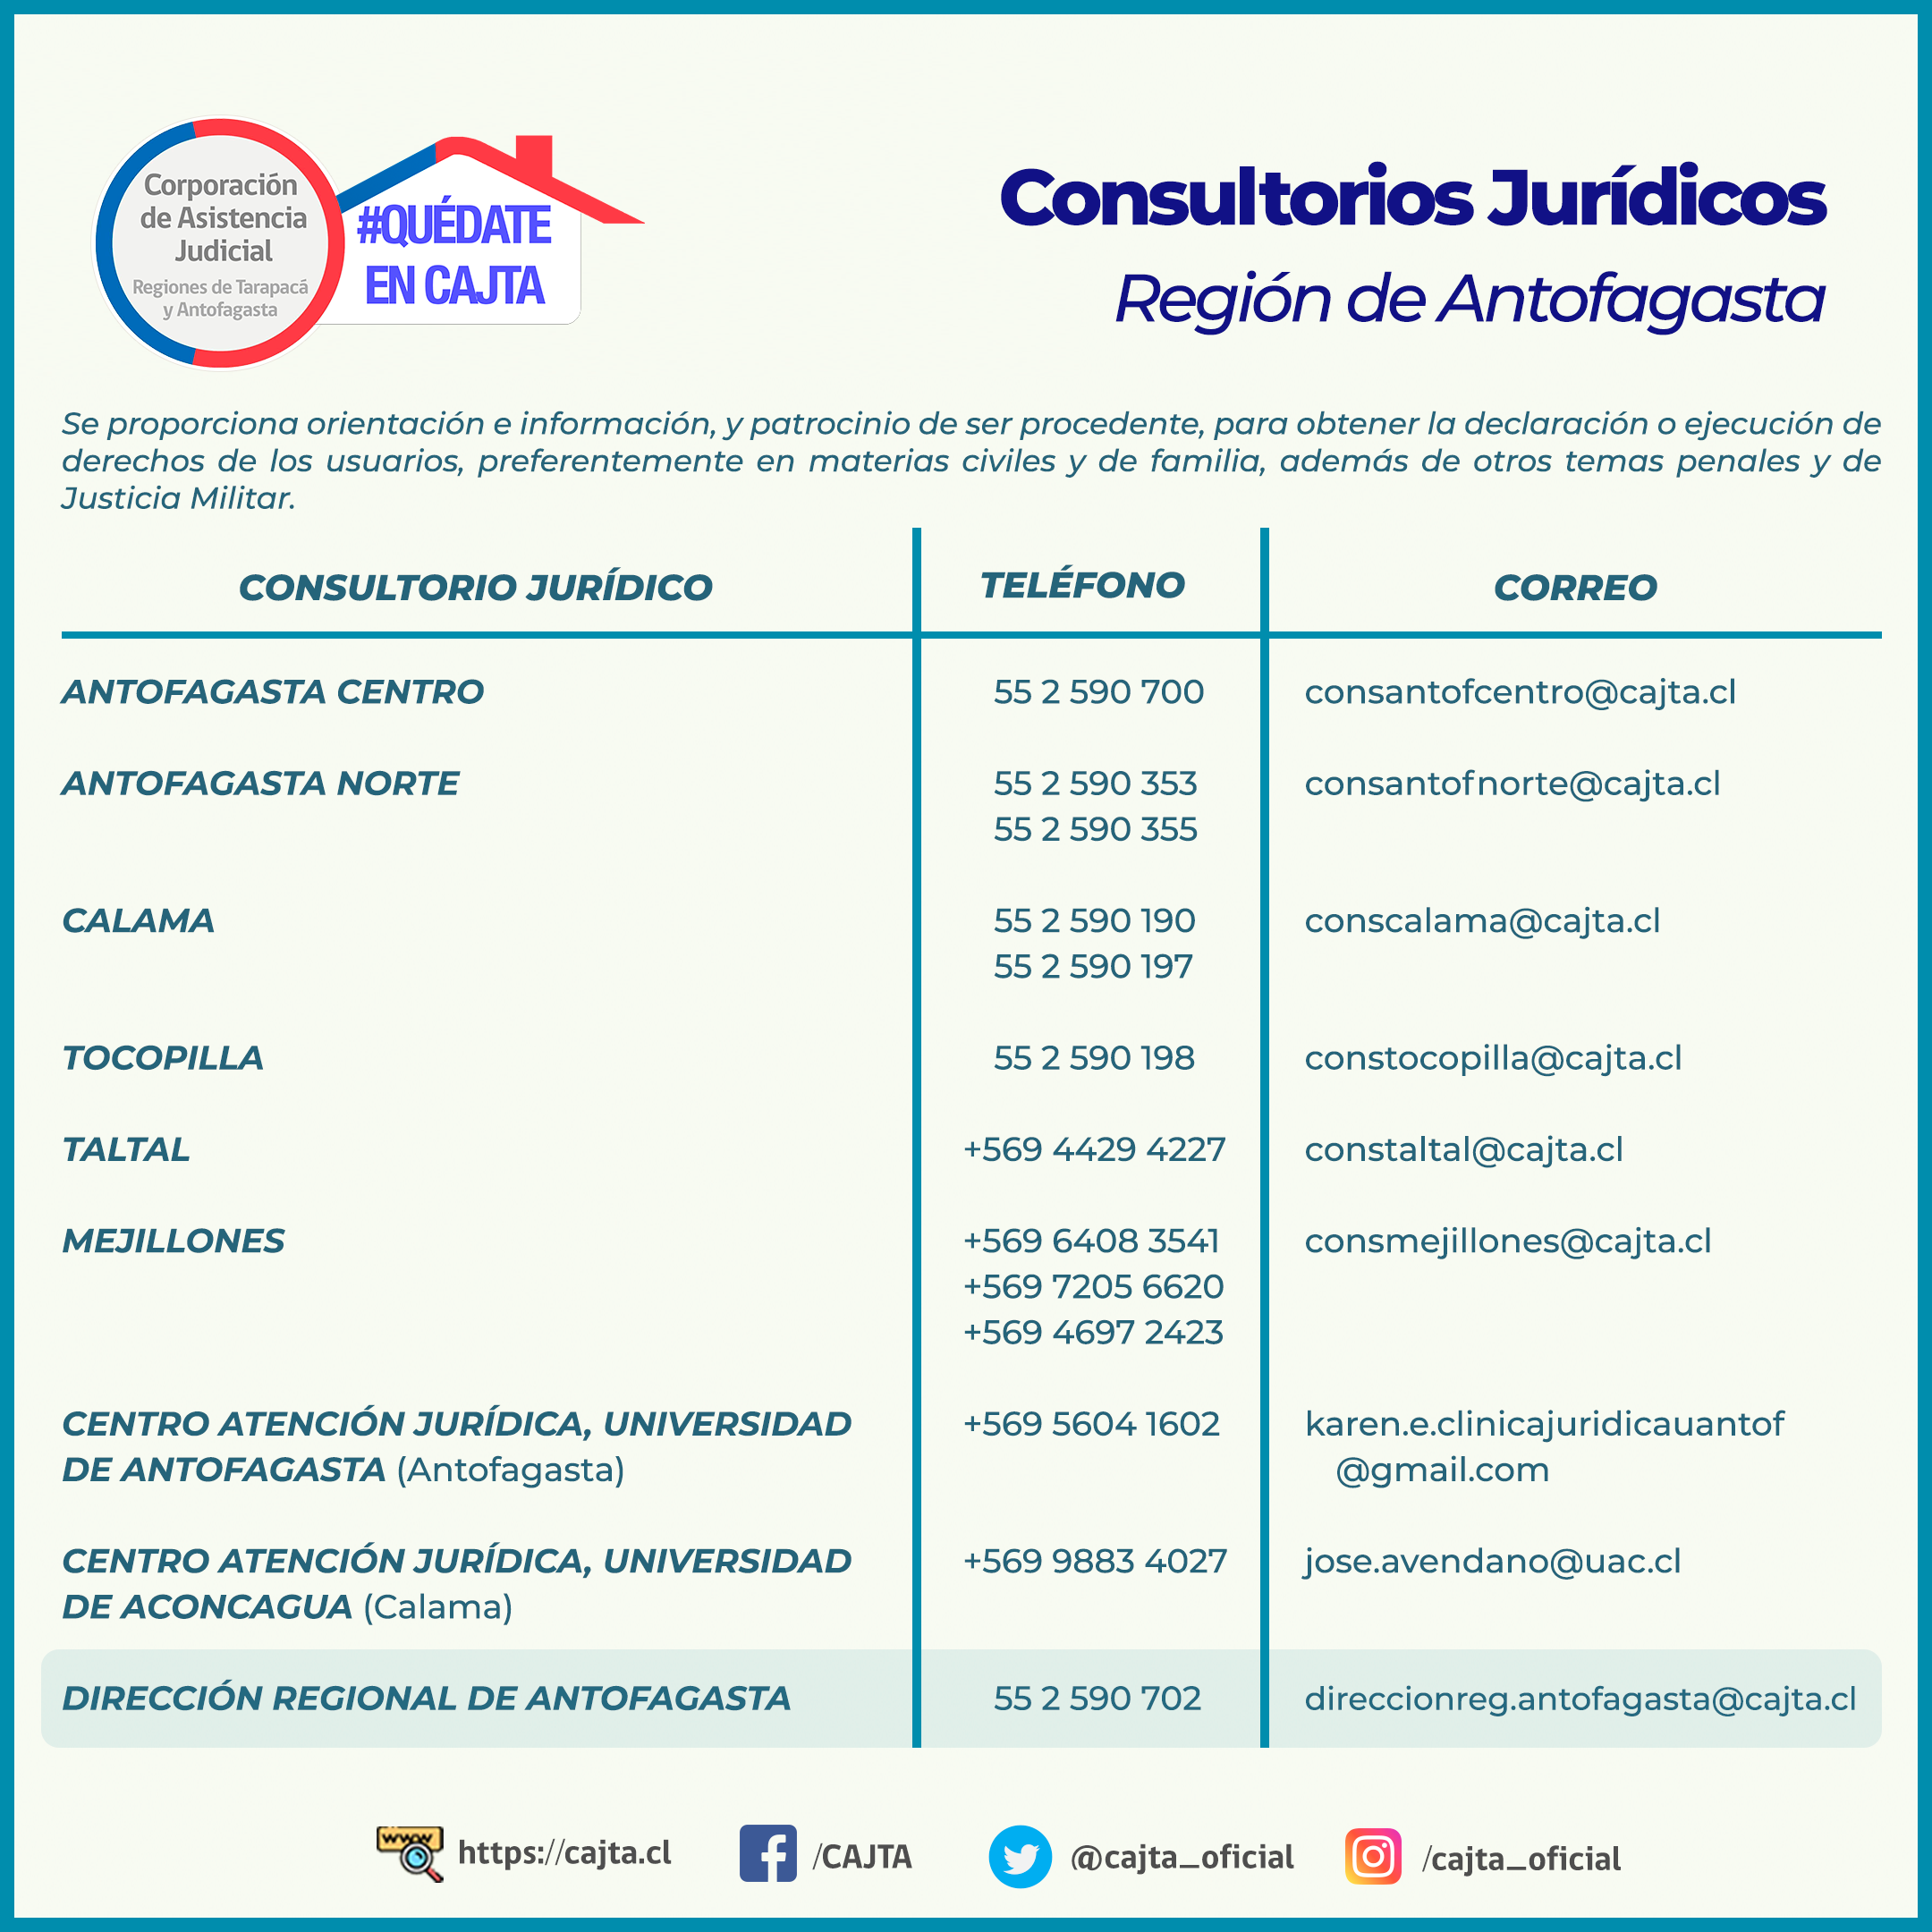 Corporación
de Asistencia
Judicial
Regiones de Tarapacá
y Antofagasta
#QUÉDATE
EN CAJTA
Consultorios Jurídicos
Región de Antofagasta
Se proporciona orientación e información, y patrocinio de ser procedente, para obtener la declaración o ejecución de
derechos de los usuarios, preferentemente en materias civiles y de familia, además de otros temas penales y de
Justicia Militar.
CONSULTORIO JURÍDICO TELÉFONO CORREO
ANTOFAGASTA CENTRO 55 2 590 700 consantofcentro@cajta.cl
ANTOFAGASTA NORTE 55 2 590 353 consantofnorte@cajta.cl
55 2 590 355
CALAMA 55 2 590 190 conscalama@cajta.cl
55 2 590 197
TOCOPILLA 55 2 590 198 constocopilla@cajta.cl
TALTAL +569 4429 4227 constaltal@cajta.cl
MEJILLONES +569 6408 3541 consmejillones@cajta.cl
+569 7205 6620
+569 4697 2423
CENTRO ATENCIÓN JURÍDICA, UNIVERSIDAD +569 5604 1602 karen.e.clinicajuridicauantof
DE ANTOFAGASTA (Antofagasta) @gmail.com
CENTRO ATENCIÓN JURÍDICA, UNIVERSIDAD +569 9883 4027 jose.avendano@uac.cl
DE ACONCAGUA (Calama)
DIRECCIÓN REGIONAL DE ANTOFAGASTA 55 2 590 702 direccionreg.antofagasta@cajta.cl
www https://cajta.cl /CAJTA @cajta_oficial /cajta_oficial